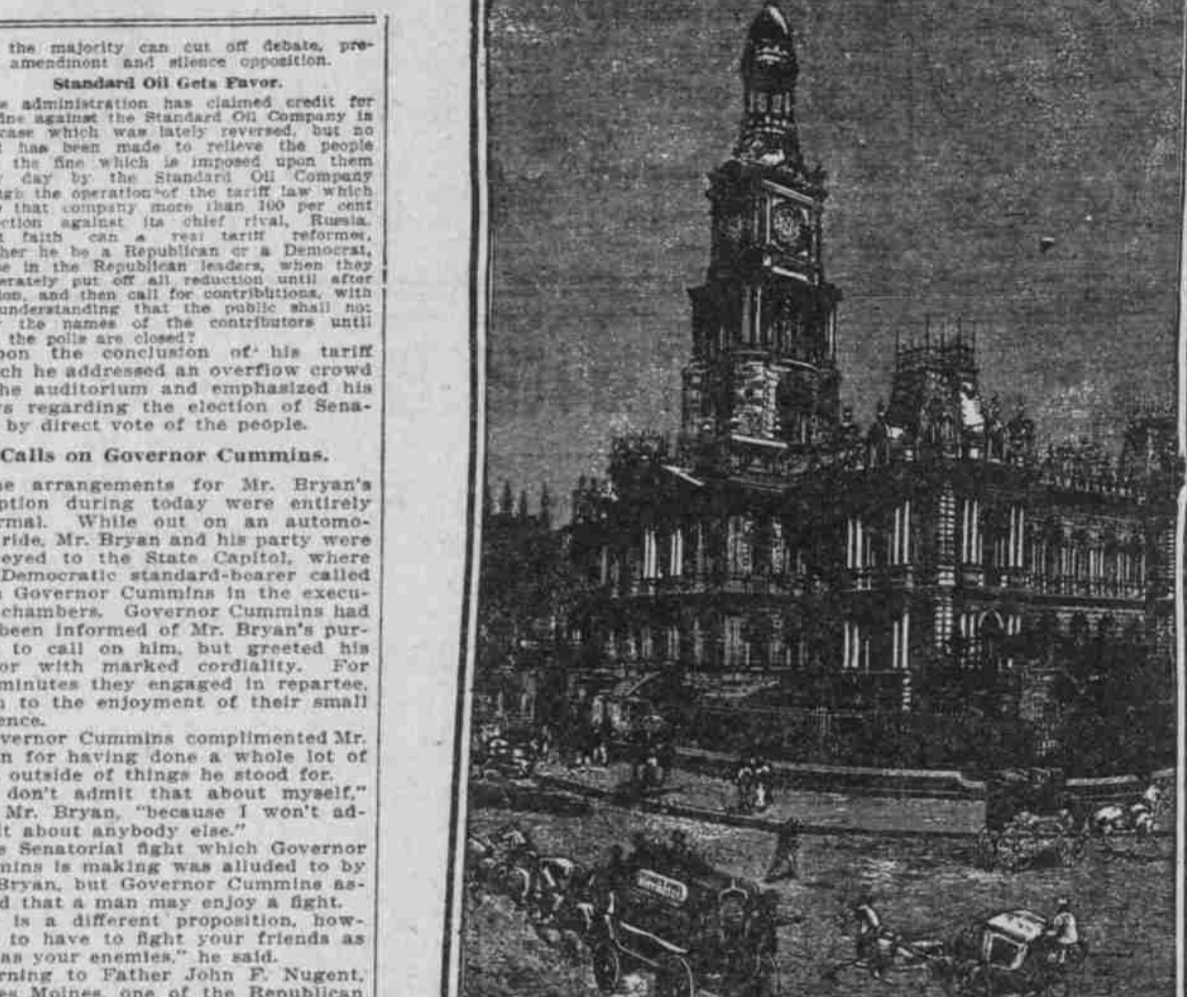 the majority can cut off debate, pre-
amendment and silence opposition.
Standard Oil Gets Favor.
administration has claimed credit for
against the Standard Oil Company in
case which was lately reversed, but no
has been made to relieve the people
the fine which is imposed upon them
day by the Standard Oil Company
the operation of the tariff law which
that company more than 100 per cent
against its chief rival, Russia.
faith can a real tariff reformer,
he be a Republican or a Democrat,
in the Republican leaders, when they
put off all reduction until after
and then call for contributions, with
understanding that the public shall not
the names of the contributors until
the polls are closed?
pon the conclusion of his tariff
ch he addressed an overflow crowd
he auditorium and emphasized his
s regarding the election of Sena-
by direct vote of the people.
Calls on Governor Cummins.
e arrangements for Mr. Bryan's
ption during today were entirely
rmal. While out on an automo-
ride, Mr. Bryan and his party were
eyed to the State Capitol, where
Democratic standard-bearer called
Governor Cummins in the execu-
chambers. Governor Cummins had
been informed of Mr. Bryan's pur-
to call on him, but greeted his
or with marked cordiality. For
minutes they engaged in repartee,
h to the enjoyment of their small
ence.
vernor Cummins complimented Mr.
n for having done a whole lot of
outside of things he stood for.
don't admit that about myself,"
Mr. Bryan, "because I won't ad-
it about anybody else."
e Senatorial fight which Governor
mins is making was alluded to by
Bryan, but Governor Cummins as-
d that a man may enjoy a fight.
is a different proposition, how-
to have to fight your friends as
as your enemies," he said.
rning to Father John F. Nugent,
es Moines, one of the Republican